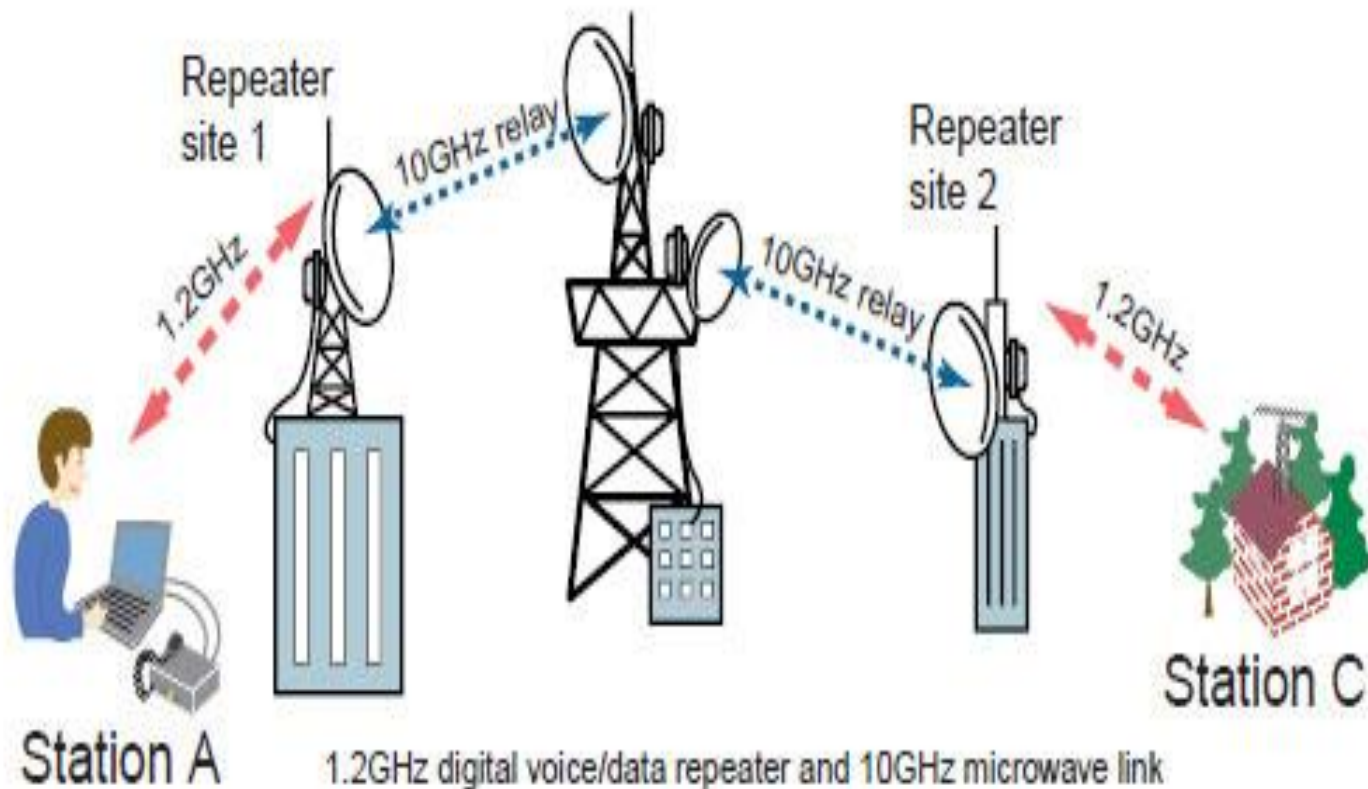 Repeater
site 1
10GHz relay
Repeater
site 2
1.2GHz
10GHz relay
1.2GHz
Station A
Station C
1.2GHz digital voice/data repeater and 10GHz microwave link